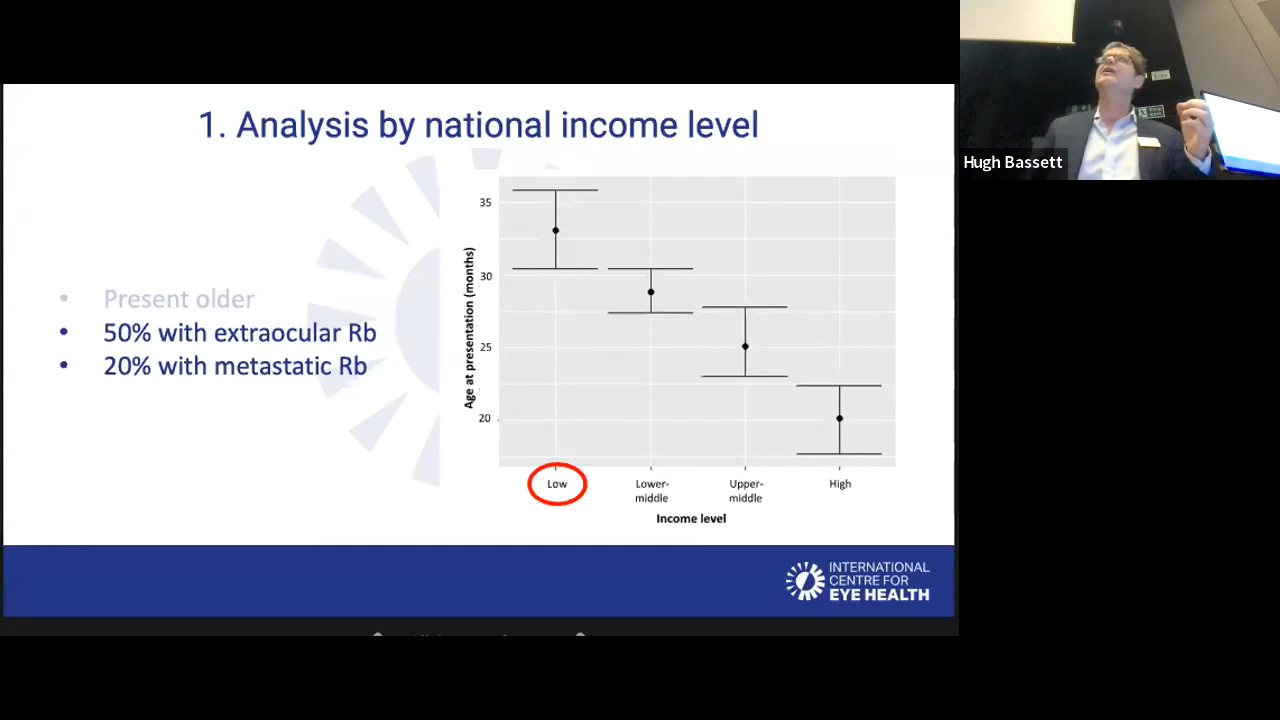 1. Analysis by national income level
• Present older
• 50% with extraocular Rb
• 20% with metastatic Rb
Age at presentation (months)
35
30
25
20
Low
Lower-
middle
Upper-
middle
High
Income level
INTERNATIONAL
CENTRE FOR
EYE HEALTH
Hugh Bassett